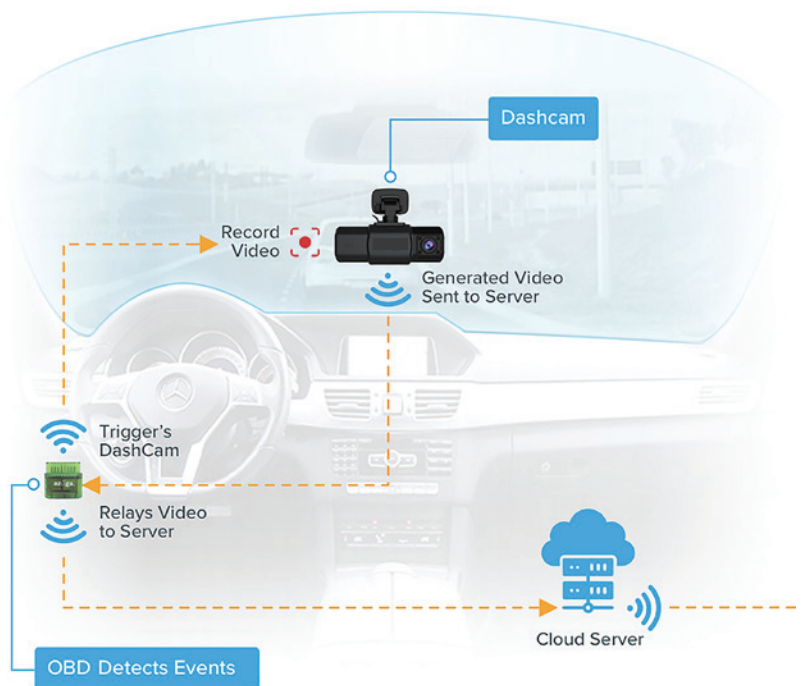 Dashcam
Record
Video
Generated Video
Sent to Server
Trigger's
DashCam
Relays Video
to Server
Cloud Server
OBD Detects Events